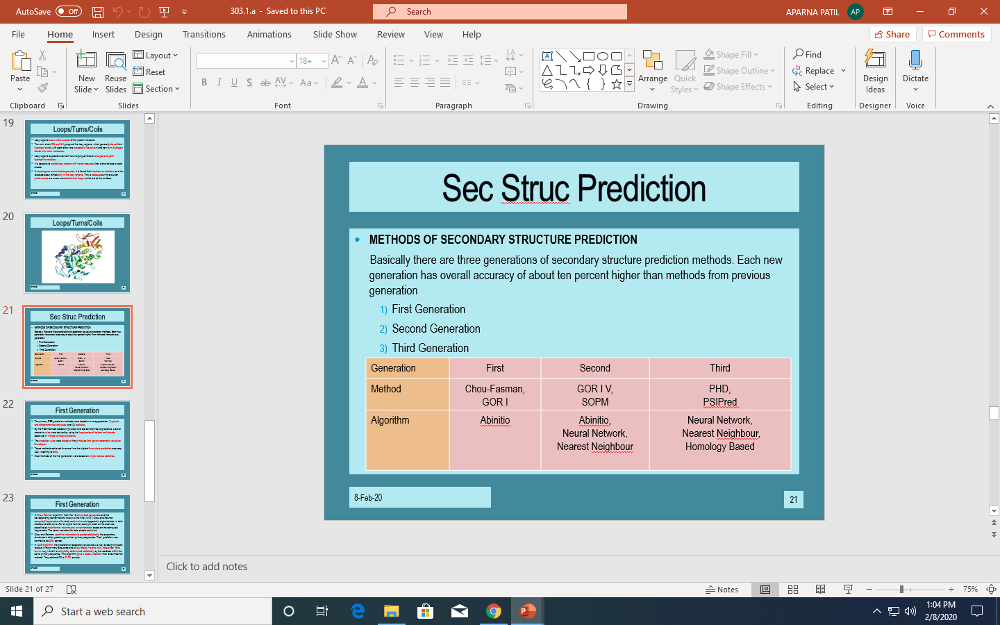 AutoSave Off 303.1.a - Saved to this PC Search APARNA PATIL AP
File Home Insert Design Transitions Animations Slide Show Review View Help Share Comments
Paste
Clipboard
New Slide
Reuse Slides
Layout
Reset
Section
Slides
18+
Font
Paragraph
Arrange
Quick Styles
Shape Fill
Shape Outline
Shape Effects
Drawing
Find
Replace
Select
Editing
Design Ideas
Designer
Dictate
Voice
19
Loops/Turns/Coils
20
Loops/Turns/Coils
21
Sec Struc Prediction
22
First Generation
23
First Generation
Sec Struc Prediction
• METHODS OF SECONDARY STRUCTURE PREDICTION
Basically there are three generations of secondary structure prediction methods. Each new
generation has overall accuracy of about ten percent higher than methods from previous
generation
1) First Generation
2) Second Generation
3) Third Generation
Generation First Second Third
Method Chou-Fasman, GOR I V, PHD,
GOR I SOPM PSIPred
Algorithm Abinitio Abinitio, Neural Network,
Neural Network, Nearest Neighbour,
Nearest Neighbour Homology Based
8-Feb-20 21
Click to add notes
Slide 21 of 27 Notes 75%
Start a web search 1:04 PM
2/8/2020